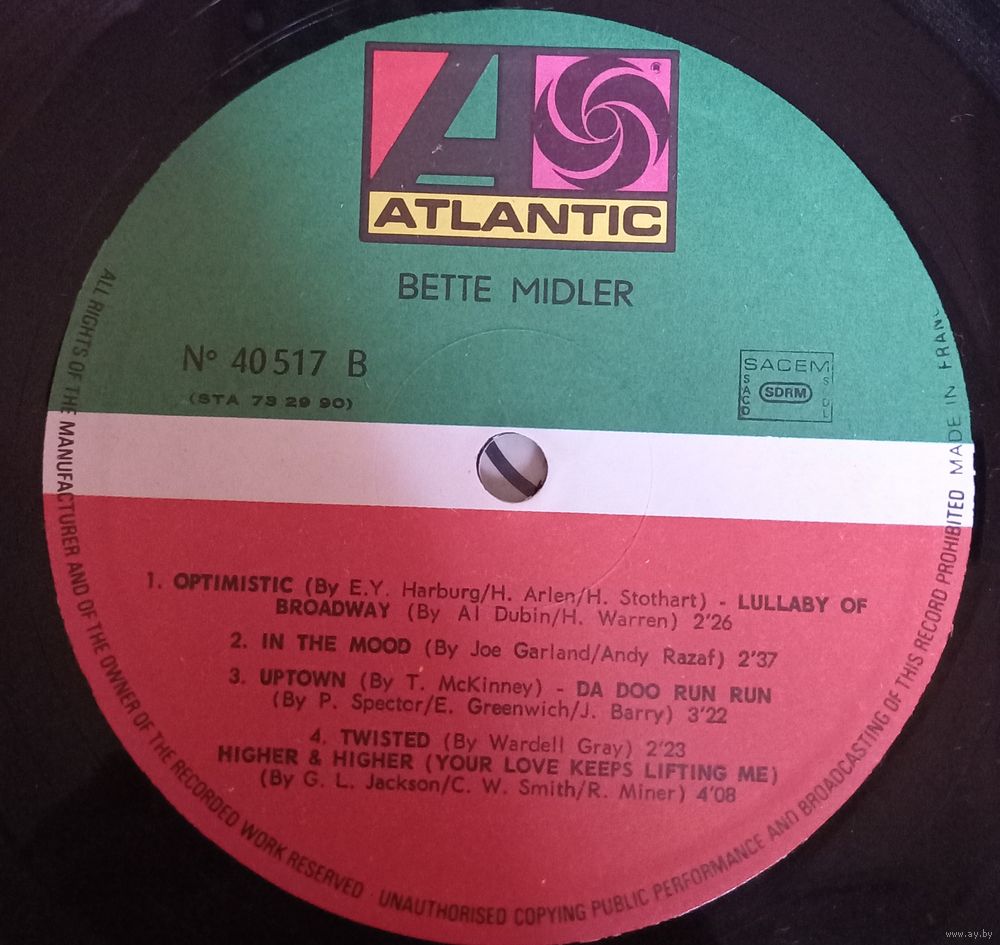 ATLANTIC
BETTE MIDLER
Nº 40517 B
(STA 73 29 90)
SACEM
SACD
SDRM
1. OPTIMISTIC (By E.Y. Harburg/H. Arlen/H. Stothart) - LULLABY OF
BROADWAY (By Al Dubin/H. Warren) 2'26
2. IN THE MOOD (By Joe Garland/Andy Razaf) 2'37
3. UPTOWN (By T. McKinney) - DA DOO RUN RUN
(By P. Spector/E. Greenwich/J. Barry) 3'22
4. TWISTED (By Wardell Gray) 2'23
HIGHER & HIGHER (YOUR LOVE KEEPS LIFTING ME)
(By G. L. Jackson/C. W. Smith/R. Miner) 4'08
ALL RIGHTS OF THE MANUFACTURER AND OF THE OWNER OF THE RECORDED WORK RESERVED · UNAUTHORISED COPYING PUBLIC PERFORMANCE AND BROADCASTING OF THIS RECORD PROHIBITED MADE IN
www.ay.by